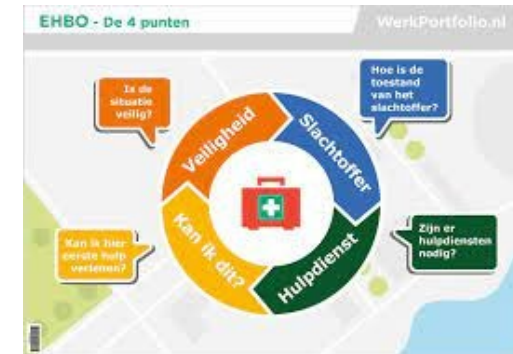 EHBO - De 4 punten
WerkPortfolio.nl
Is de
situatie
veilig?
Hoe is de
toestand
van het
slachtoffer?
Veiligheid
Slachtoffer
Kan ik dit?
Hulpdienst
Kan ik hier
eerste hulp
verlenen?
Zijn er
hulpdiensten
nodig?